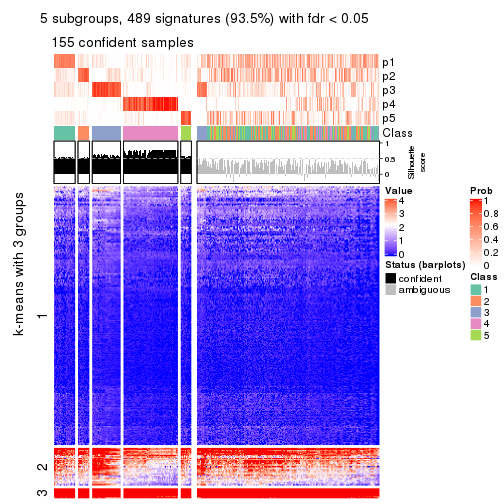 5 subgroups, 489 signatures (93.5%) with fdr < 0.05
155 confident samples
p1
p2
p3
p4
p5
Class
1
0.5
0
Silhouette
score
k-means with 3 groups
1
2
3
Value
4
3
2
1
0
Status (barplots)
confident
ambiguous
Prob
1
0.8
0.6
0.4
0.2
0
Class
1
2
3
4
5